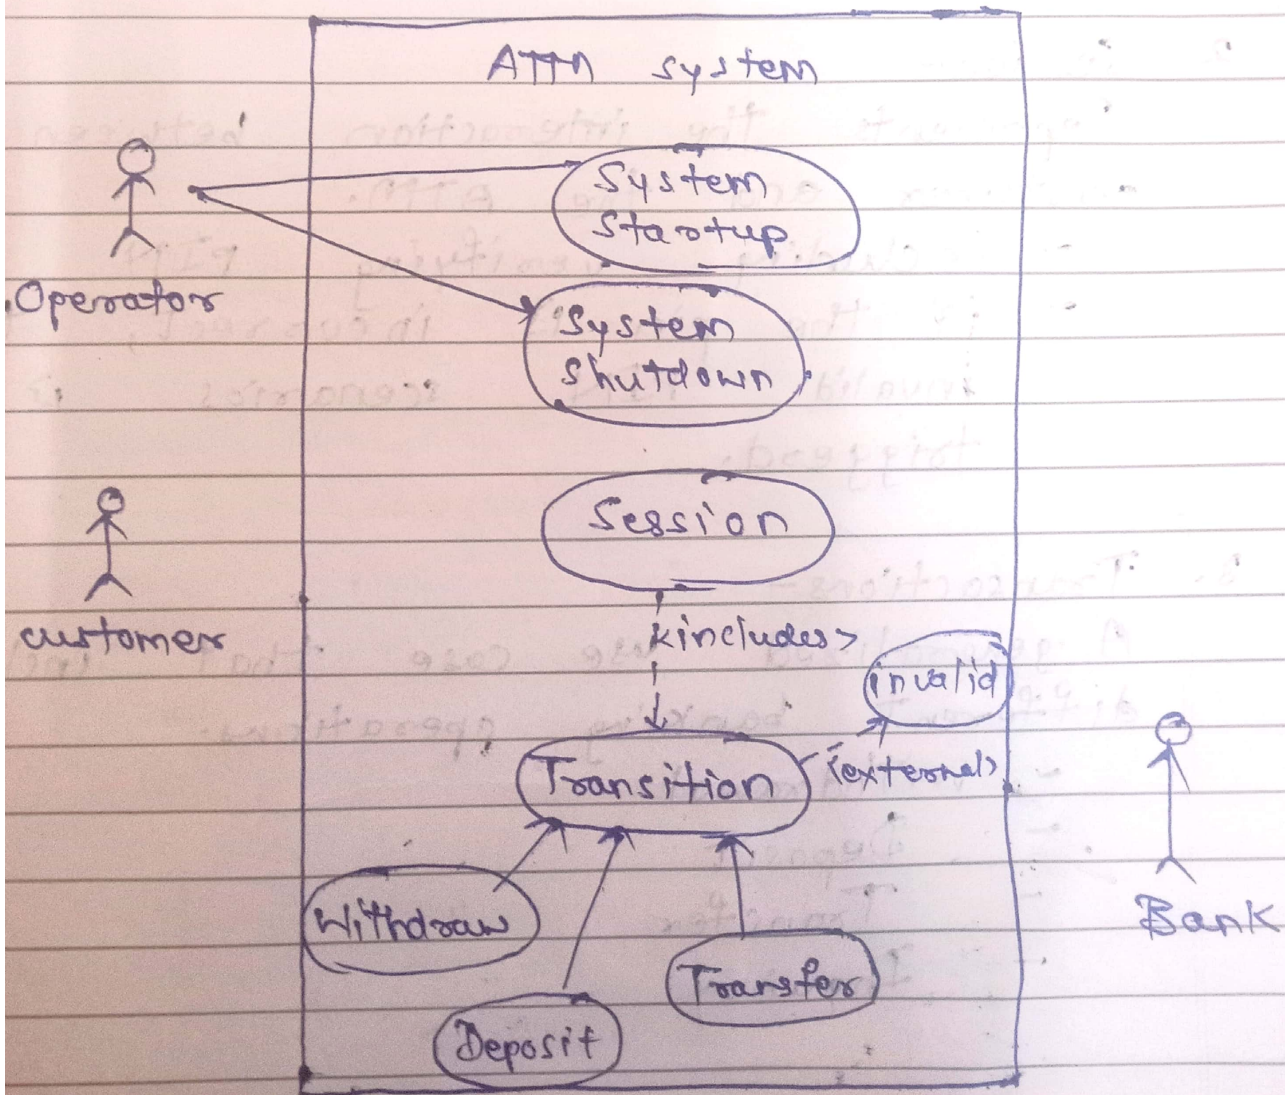 ATM system
System
Startup
Operator
System
Shutdown
Session
customer
<includes>
invalid
Transition
<external>
Withdraw
Bank
Transfer
Deposit